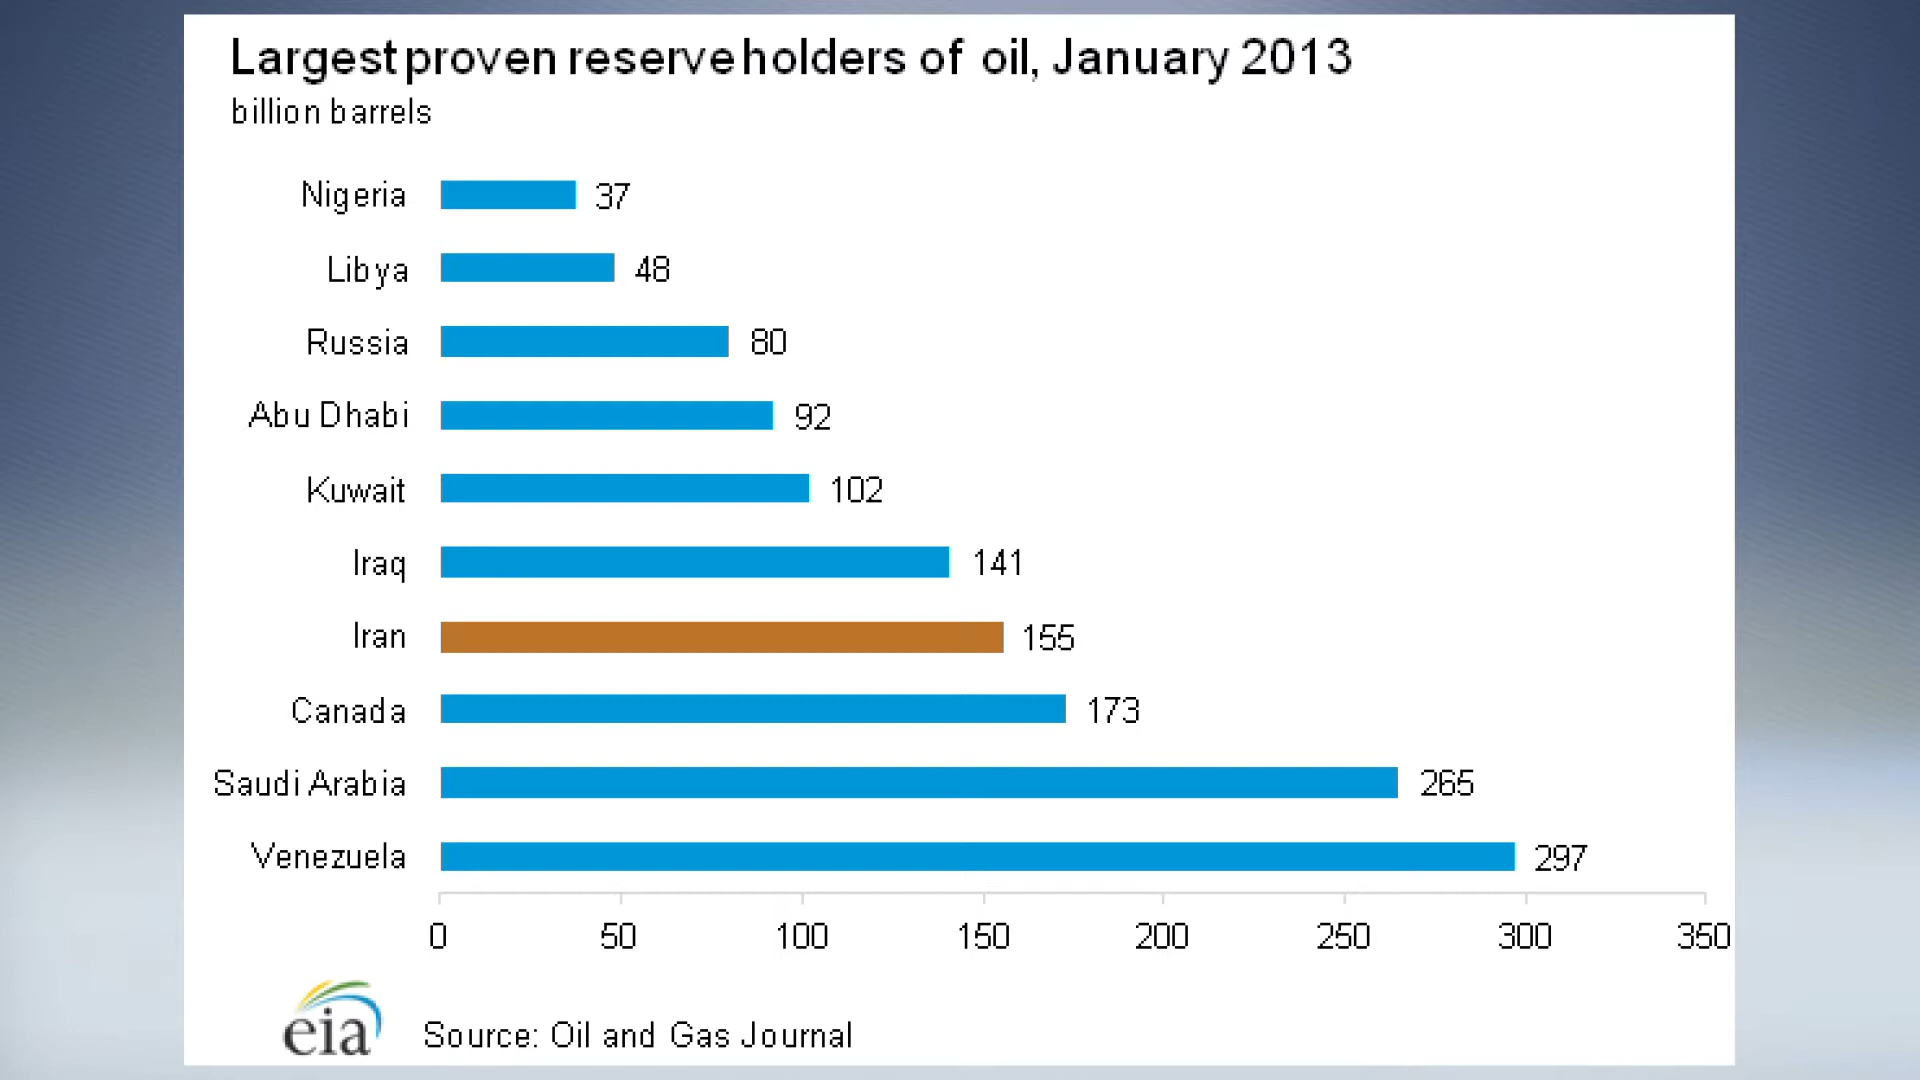 Largest proven reserve holders of oil, January 2013
billion barrels
Nigeria 37
Libya 48
Russia 80
Abu Dhabi 92
Kuwait 102
Iraq 141
Iran 155
Canada 173
Saudi Arabia 265
Venezuela 297
0 50 100 150 200 250 300 350
eia Source: Oil and Gas Journal